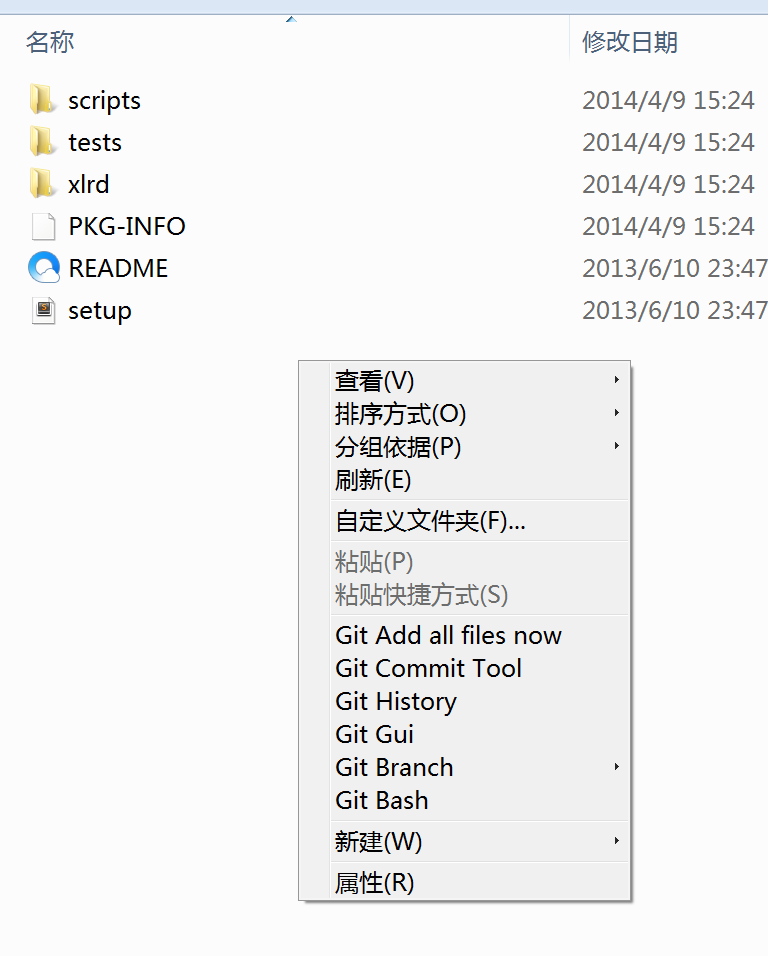 名称 修改日期
scripts 2014/4/9 15:24
tests 2014/4/9 15:24
xlrd 2014/4/9 15:24
PKG-INFO 2014/4/9 15:24
README 2013/6/10 23:47
setup 2013/6/10 23:47
查看(V)
排序方式(O)
分组依据(P)
刷新(E)
自定义文件夹(F)...
粘贴(P)
粘贴快捷方式(S)
Git Add all files now
Git Commit Tool
Git History
Git Gui
Git Branch
Git Bash
新建(W)
属性(R)